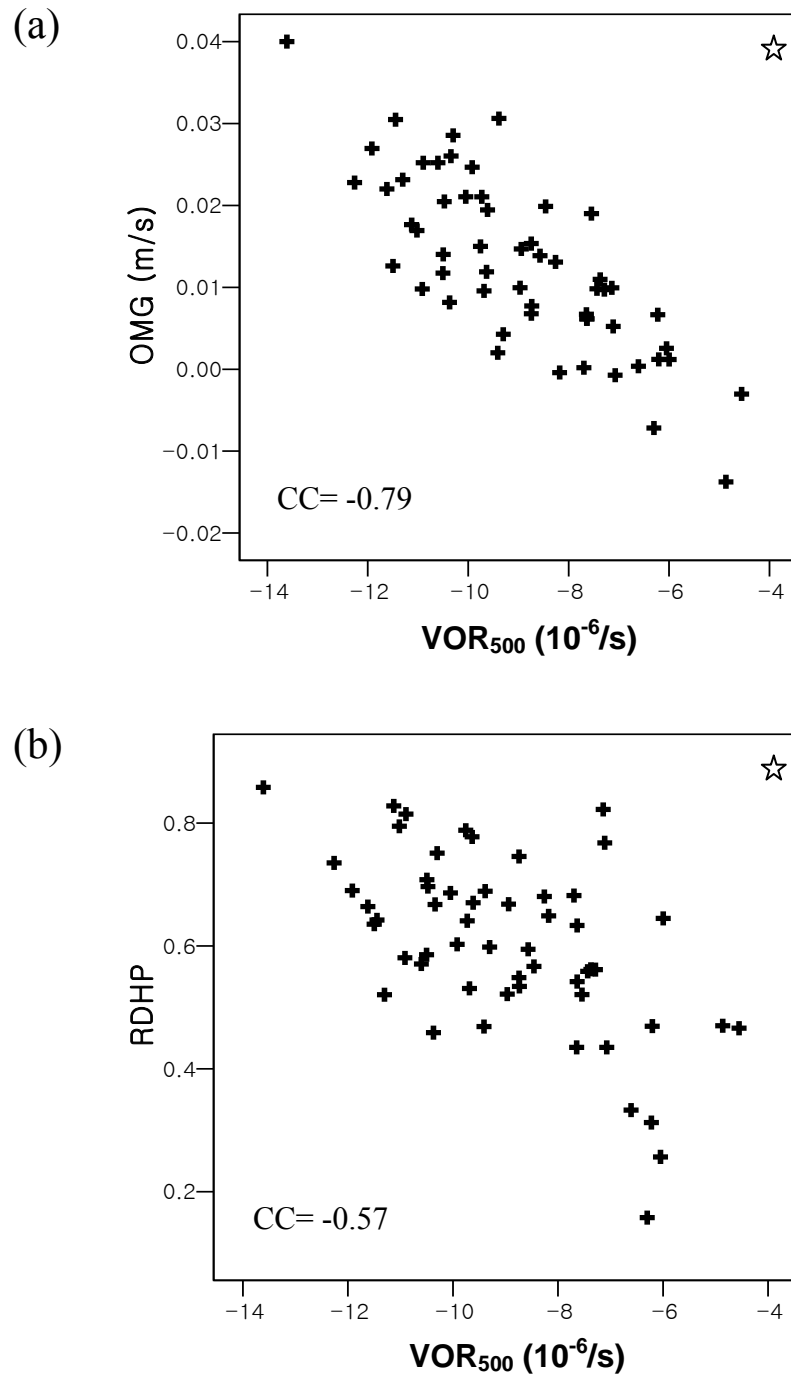 (a)
0.04
0.03
0.02
0.01
0.00
−0.01
−0.02
OMG (m/s)
CC= -0.79
−14 −12 −10 −8 −6 −4
VOR₅₀₀ (10⁻⁶/s)
(b)
0.8
0.6
0.4
0.2
RDHP
CC= -0.57
−14 −12 −10 −8 −6 −4
VOR₅₀₀ (10⁻⁶/s)